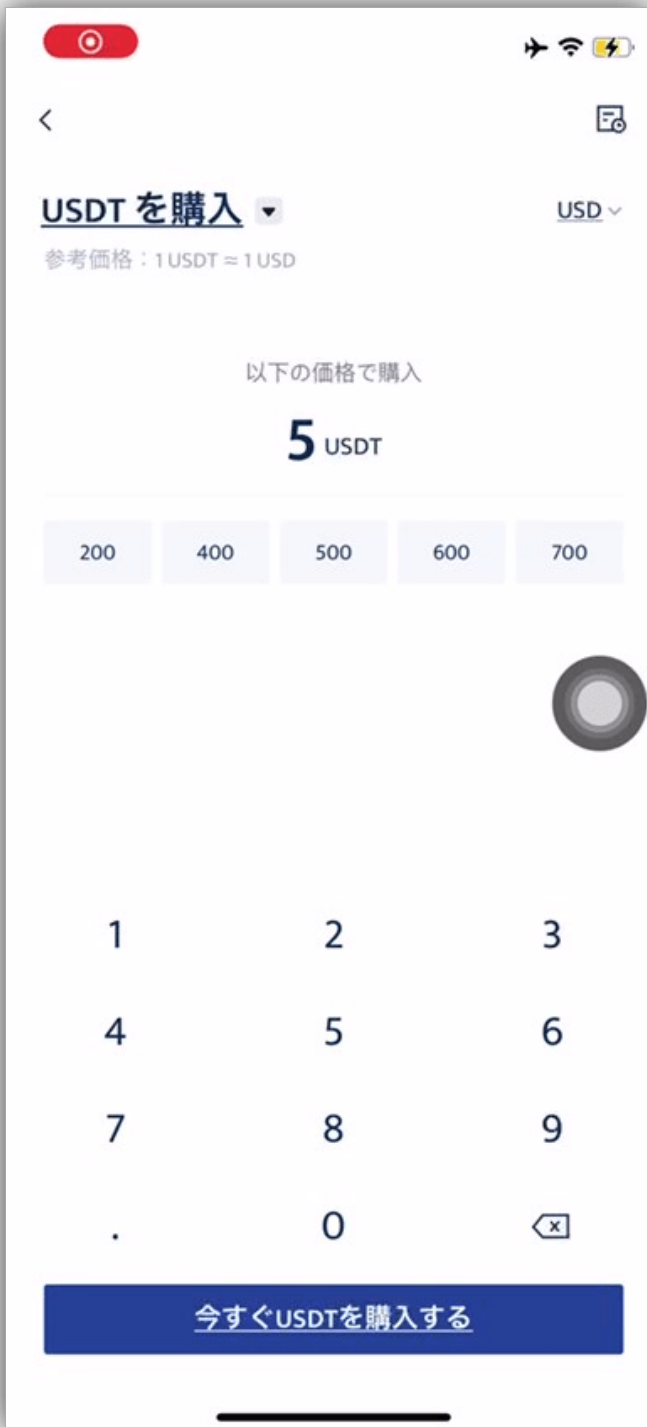 USDT を購入
USD
参考価格：1 USDT ≈ 1 USD
以下の価格で購入
5 USDT
200 400 500 600 700
1 2 3
4 5 6
7 8 9
. 0
今すぐUSDTを購入する